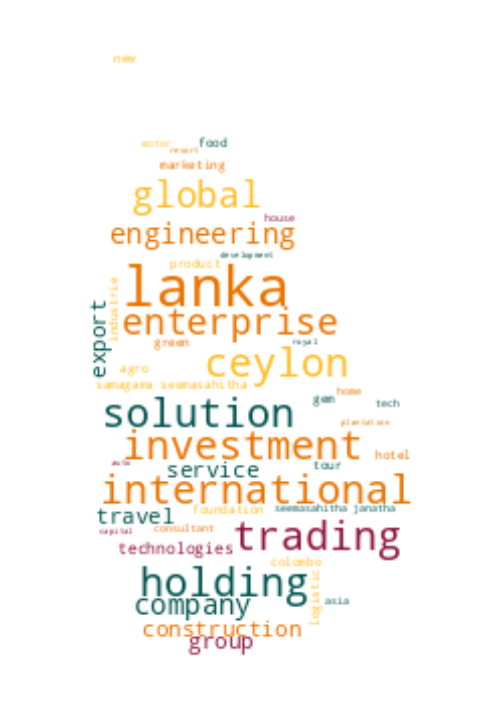 new
motor food
resort
marketing
global
house
engineering
development
product
lanka
industrie
export
enterprise
green royal
ceylon
agro
samagama seemasahitha
home
gem tech
solution
plantation
investment
hotel
auto service tour
international
foundation seemasahitha janatha
travel
capital consultant
trading
technologies
colombo
holding
logistic
company asia
construction
group